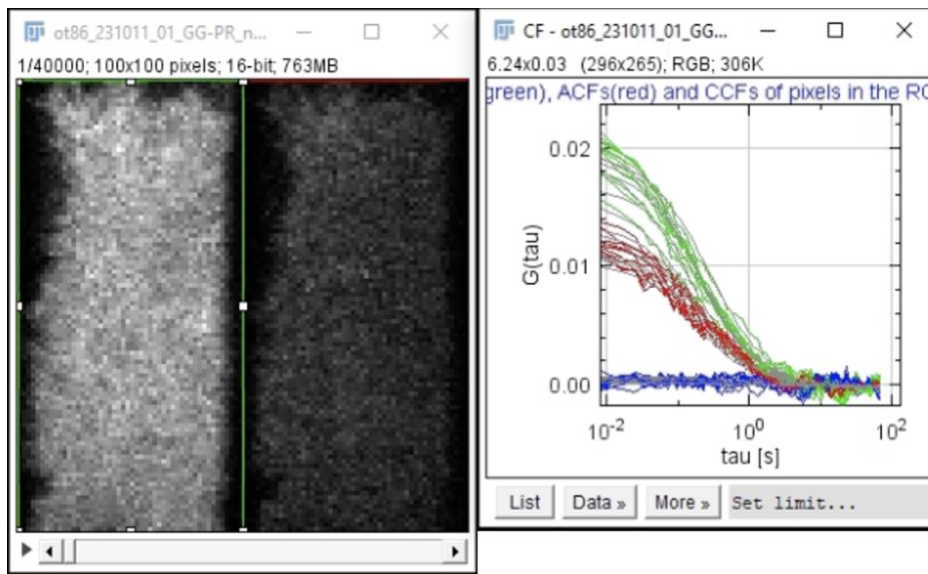 ot86_231011_01_GG-PR_n...
1/40000; 100x100 pixels; 16-bit; 763MB
CF - ot86_231011_01_GG...
6.24x0.03 (296x265); RGB; 306K
green), ACFs(red) and CCFs of pixels in the RO
G(tau)
0.02
0.01
0.00
10-2
100
102
tau [s]
List Data » More » Set limit...